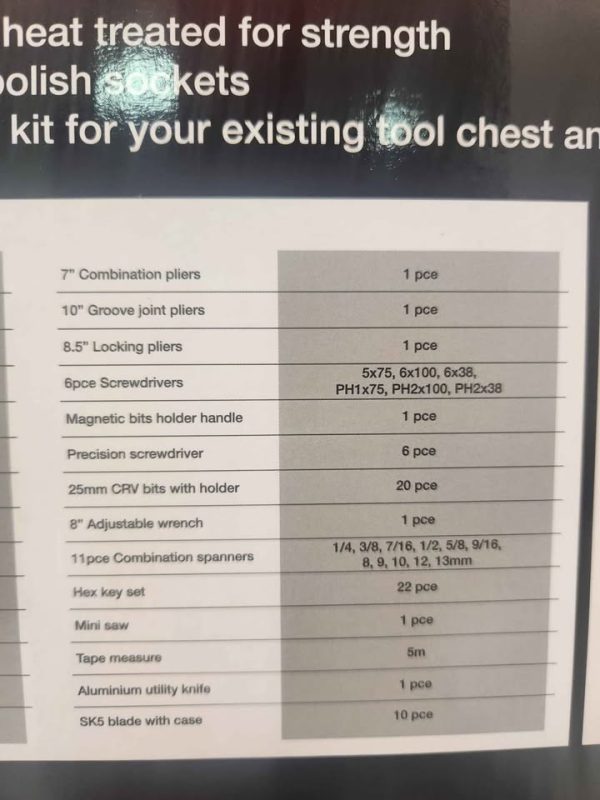 heat treated for strength
polish sockets
kit for your existing tool chest an
7" Combination pliers 1 pce
10" Groove joint pliers 1 pce
8.5" Locking pliers 1 pce
6pce Screwdrivers 5x75, 6x100, 6x38,
PH1x75, PH2x100, PH2x38
Magnetic bits holder handle 1 pce
Precision screwdriver 6 pce
25mm CRV bits with holder 20 pce
8" Adjustable wrench 1 pce
11pce Combination spanners 1/4, 3/8, 7/16, 1/2, 5/8, 9/16,
8, 9, 10, 12, 13mm
Hex key set 22 pce
Mini saw 1 pce
Tape measure 5m
Aluminium utility knife 1 pce
SK5 blade with case 10 pce